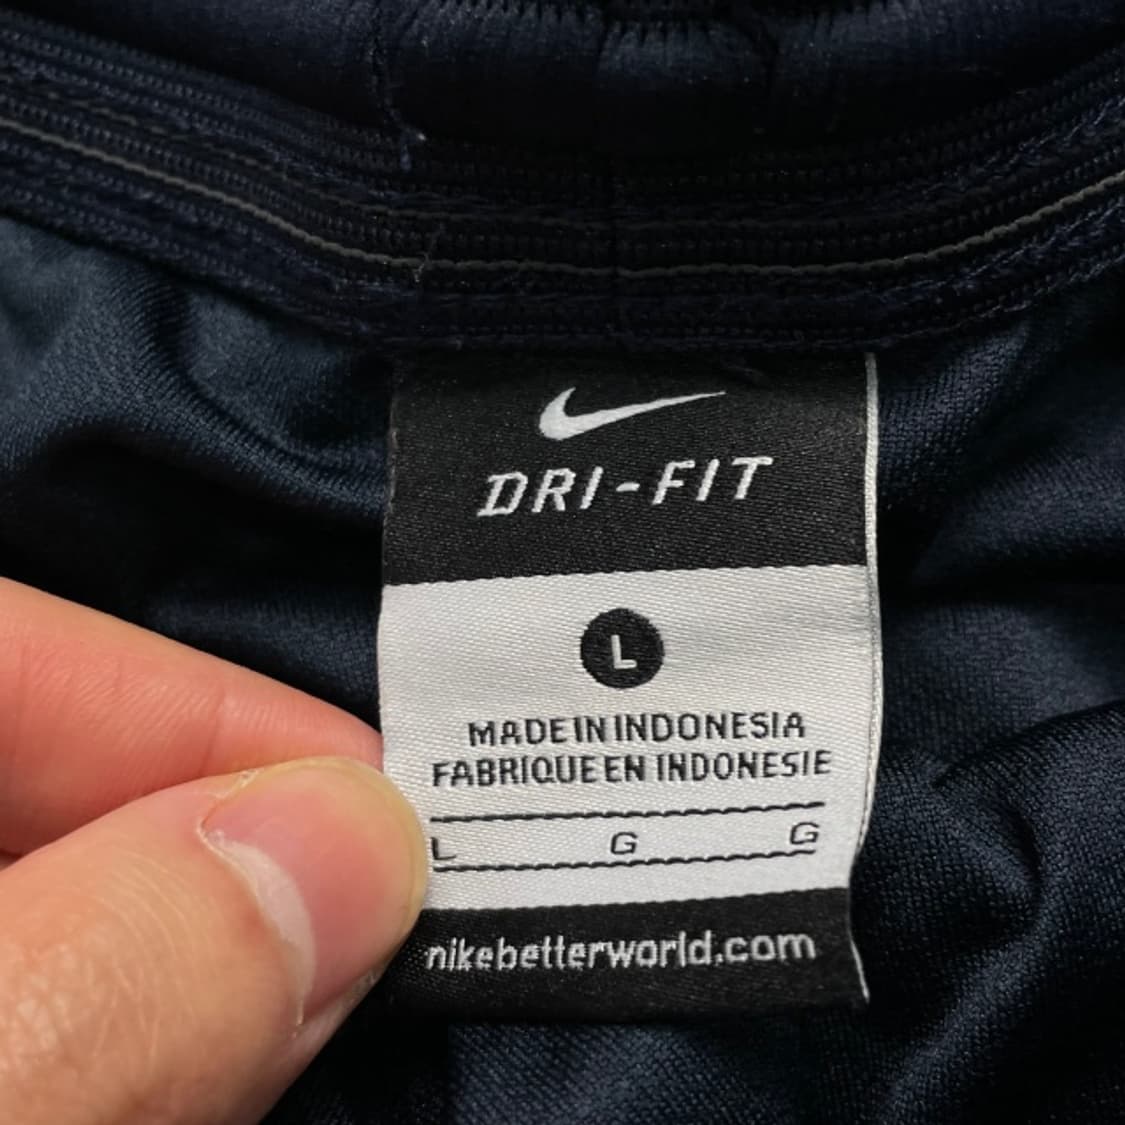 DRI-FIT
L
MADE IN INDONESIA
FABRIQUE EN INDONESIE
L G G
nikebetterworld.com